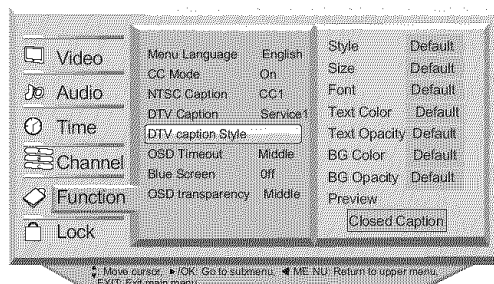 Video
Audio
Time
Channel
Function
Lock
Menu Language English
CC Mode On
NTSC Caption CC1
DTV Caption Service1
DTV caption Style
OSD Timeout Middle
Blue Screen Off
OSD transparency Middle
Style Default
Size Default
Font Default
Text Color Default
Text Opacity Default
BG Color Default
BG Opacity Default
Preview
Closed Caption
: Move cursor, ►/OK: Go to submenu, ◄ ME NU: Return to upper menu,
EXIT: Exit main menu